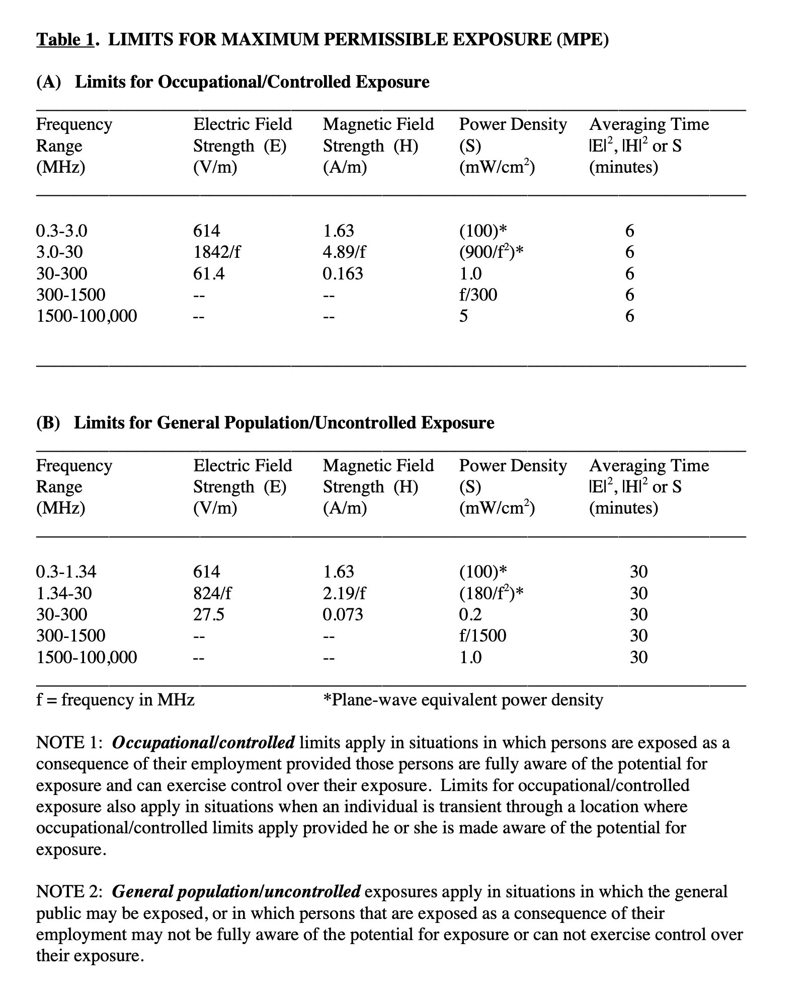 Table 1. LIMITS FOR MAXIMUM PERMISSIBLE EXPOSURE (MPE)
(A) Limits for Occupational/Controlled Exposure
Frequency Electric Field Magnetic Field Power Density Averaging Time
Range Strength (E) Strength (H) (S) |E|², |H|² or S
(MHz) (V/m) (A/m) (mW/cm²) (minutes)
0.3-3.0 614 1.63 (100)* 6
3.0-30 1842/f 4.89/f (900/f²)* 6
30-300 61.4 0.163 1.0 6
300-1500 -- -- f/300 6
1500-100,000 -- -- 5 6
(B) Limits for General Population/Uncontrolled Exposure
Frequency Electric Field Magnetic Field Power Density Averaging Time
Range Strength (E) Strength (H) (S) |E|², |H|² or S
(MHz) (V/m) (A/m) (mW/cm²) (minutes)
0.3-1.34 614 1.63 (100)* 30
1.34-30 824/f 2.19/f (180/f²)* 30
30-300 27.5 0.073 0.2 30
300-1500 -- -- f/1500 30
1500-100,000 -- -- 1.0 30
f = frequency in MHz *Plane-wave equivalent power density
NOTE 1: Occupational/controlled limits apply in situations in which persons are exposed as a
consequence of their employment provided those persons are fully aware of the potential for
exposure and can exercise control over their exposure. Limits for occupational/controlled
exposure also apply in situations when an individual is transient through a location where
occupational/controlled limits apply provided he or she is made aware of the potential for
exposure.
NOTE 2: General population/uncontrolled exposures apply in situations in which the general
public may be exposed, or in which persons that are exposed as a consequence of their
employment may not be fully aware of the potential for exposure or can not exercise control over
their exposure.